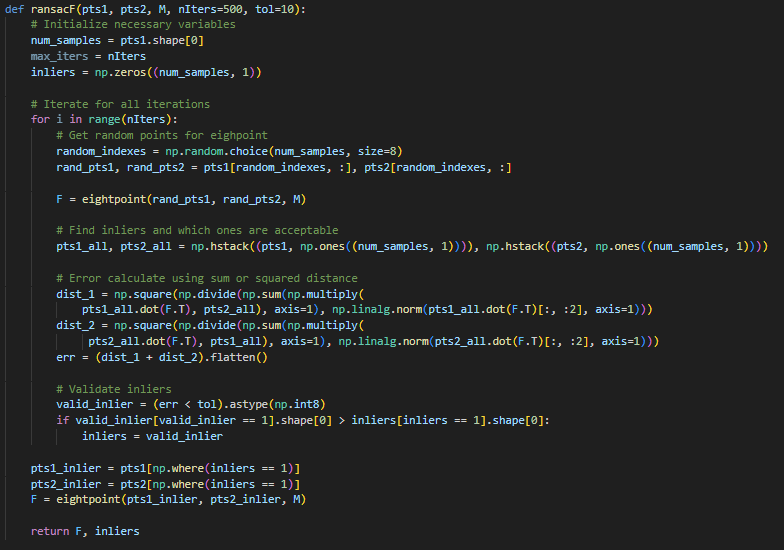 def ransacF(pts1, pts2, M, nIters=500, tol=10):
    # Initialize necessary variables
    num_samples = pts1.shape[0]
    max_iters = nIters
    inliers = np.zeros((num_samples, 1))

    # Iterate for all iterations
    for i in range(nIters):
        # Get random points for eighpoint
        random_indexes = np.random.choice(num_samples, size=8)
        rand_pts1, rand_pts2 = pts1[random_indexes, :], pts2[random_indexes, :]

        F = eightpoint(rand_pts1, rand_pts2, M)

        # Find inliers and which ones are acceptable
        pts1_all, pts2_all = np.hstack((pts1, np.ones((num_samples, 1)))), np.hstack((pts2, np.ones((num_samples, 1))))

        # Error calculate using sum or squared distance
        dist_1 = np.square(np.divide(np.sum(np.multiply(
            pts1_all.dot(F.T), pts2_all), axis=1), np.linalg.norm(pts1_all.dot(F.T)[:, :2], axis=1)))
        dist_2 = np.square(np.divide(np.sum(np.multiply(
             pts2_all.dot(F.T), pts1_all), axis=1), np.linalg.norm(pts2_all.dot(F.T)[:, :2], axis=1)))
        err = (dist_1 + dist_2).flatten()

        # Validate inliers
        valid_inlier = (err < tol).astype(np.int8)
        if valid_inlier[valid_inlier == 1].shape[0] > inliers[inliers == 1].shape[0]:
            inliers = valid_inlier

    pts1_inlier = pts1[np.where(inliers == 1)]
    pts2_inlier = pts2[np.where(inliers == 1)]
    F = eightpoint(pts1_inlier, pts2_inlier, M)

    return F, inliers